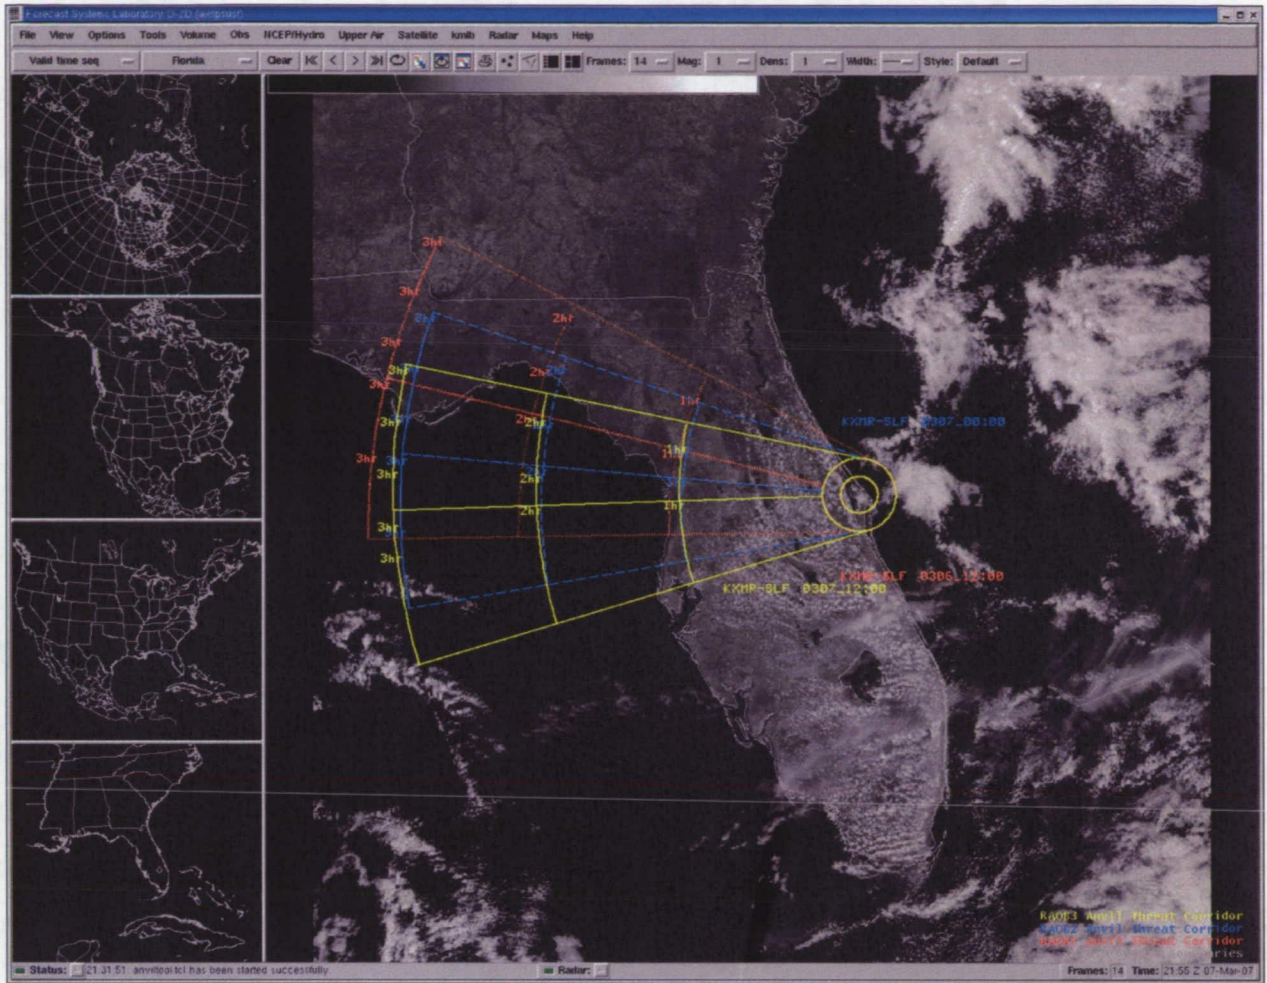 Forecast Systems Laboratory D-2D
File View Options Tools Volume Obs NCEP/Hydro Upper Air Satellite kmlb Radar Maps Help
Valid time seq Florida Clear Frames: 14 Mag: 1 Dens: 1 Width: Style: Default
3hr
3hr
2hr
3hr
2hr
3hr
3hr
1hr
2hr
3hr
KXMR-SLF 0307_00:00
1hr
3hr
3hr
2hr
2hr
1hr
3hr
3hr
KXMR-SLF 0306_12:00
KXMR-SLF 0307_12:00
RAOB3 Anvil Threat Corridor
RAOB2 Anvil Threat Corridor
Anvil Threat Corridor
Status: 21:31:51: anviltool.tcl has been started successfully. Radar: Frames: 14 Time: 21:55 Z 07-Mar-07